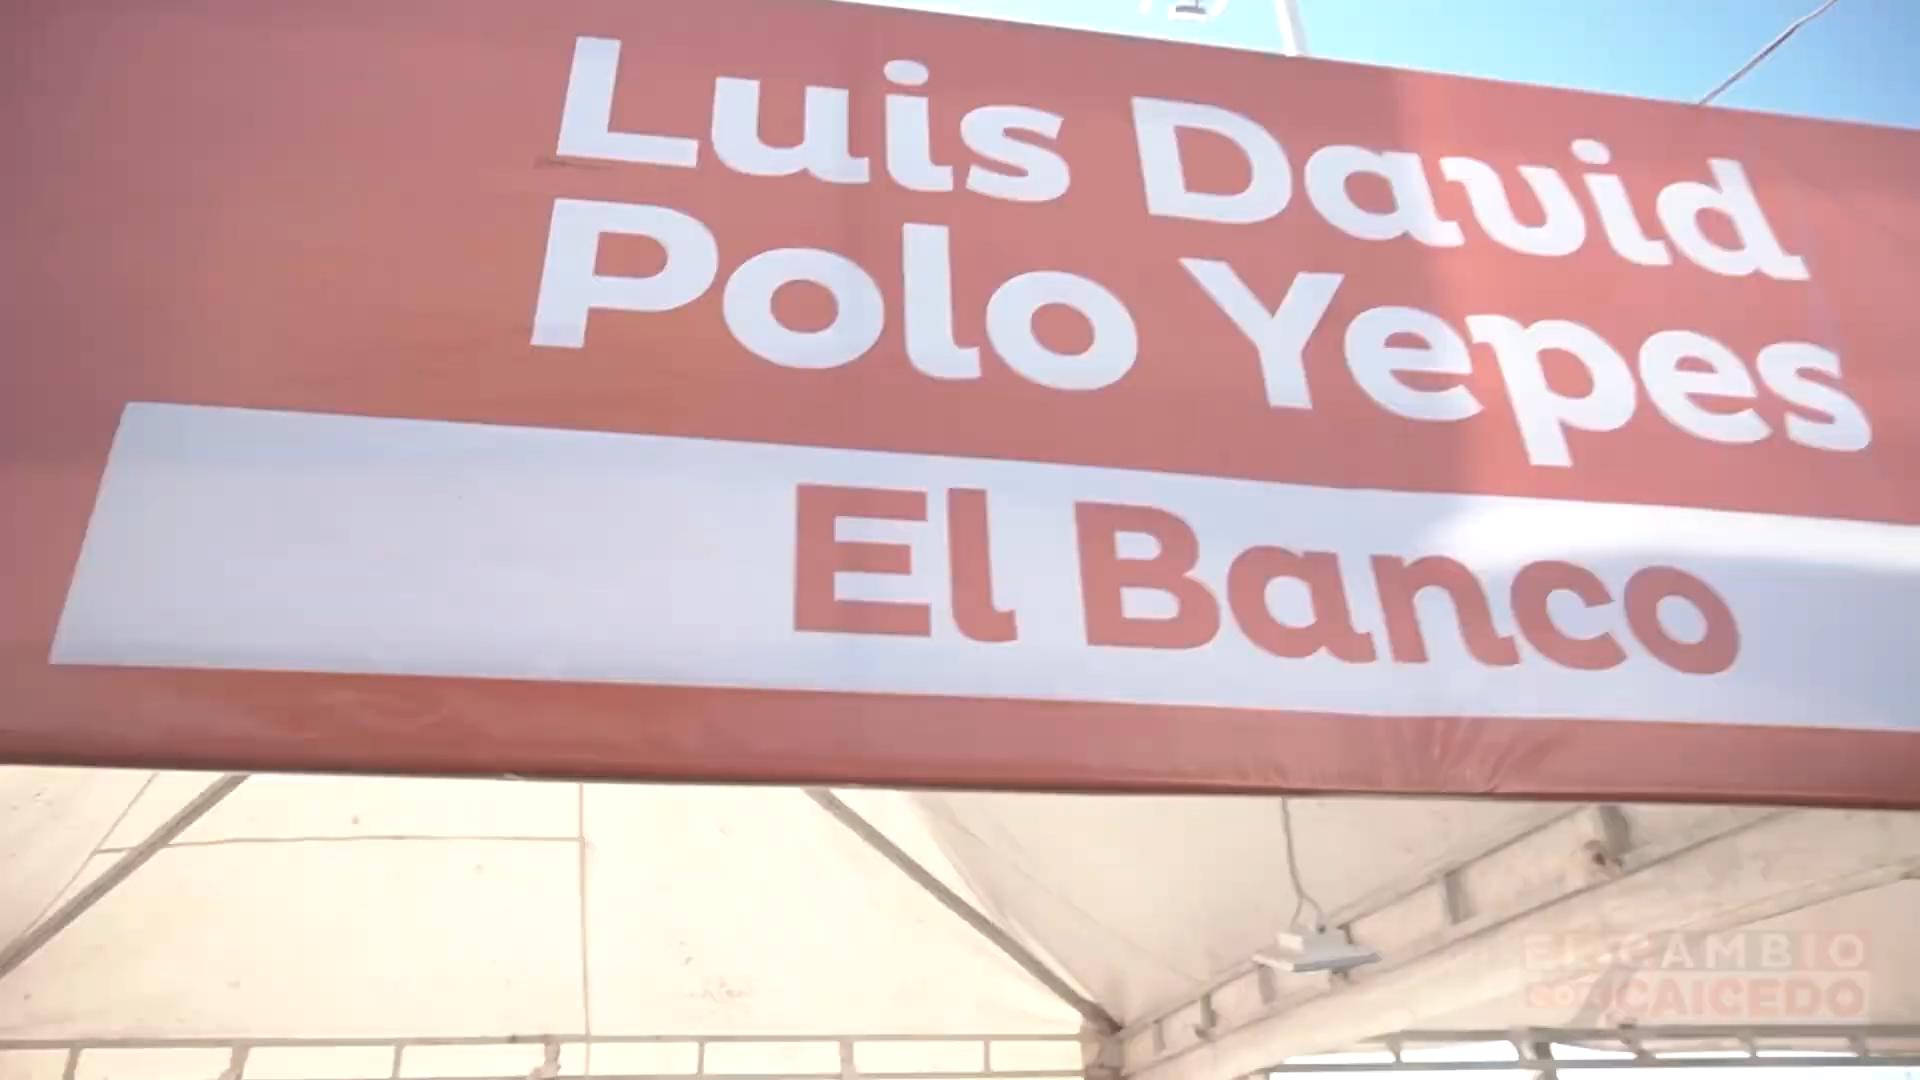 Luis David
Polo Yepes
El Banco
EL CAMBIO
CAICEDO